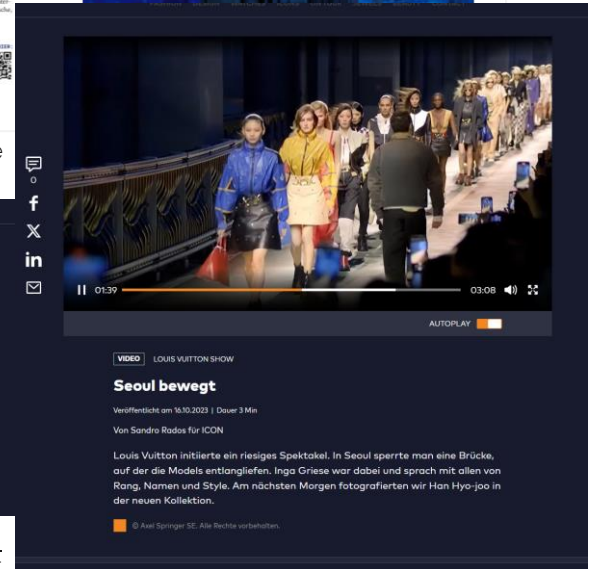 0
01:39
03:08
AUTOPLAY
VIDEO LOUIS VUITTON SHOW
Seoul bewegt
Veröffentlicht am 16.10.2023 | Dauer 3 Min
Von Sandro Rados für ICON
Louis Vuitton initiierte ein riesiges Spektakel. In Seoul sperrte man eine Brücke,
auf der die Models entlangliefen. Inga Griese war dabei und sprach mit allen von
Rang, Namen und Style. Am nächsten Morgen fotografierten wir Han Hyo-joo in
der neuen Kollektion.
© Axel Springer SE. Alle Rechte vorbehalten.